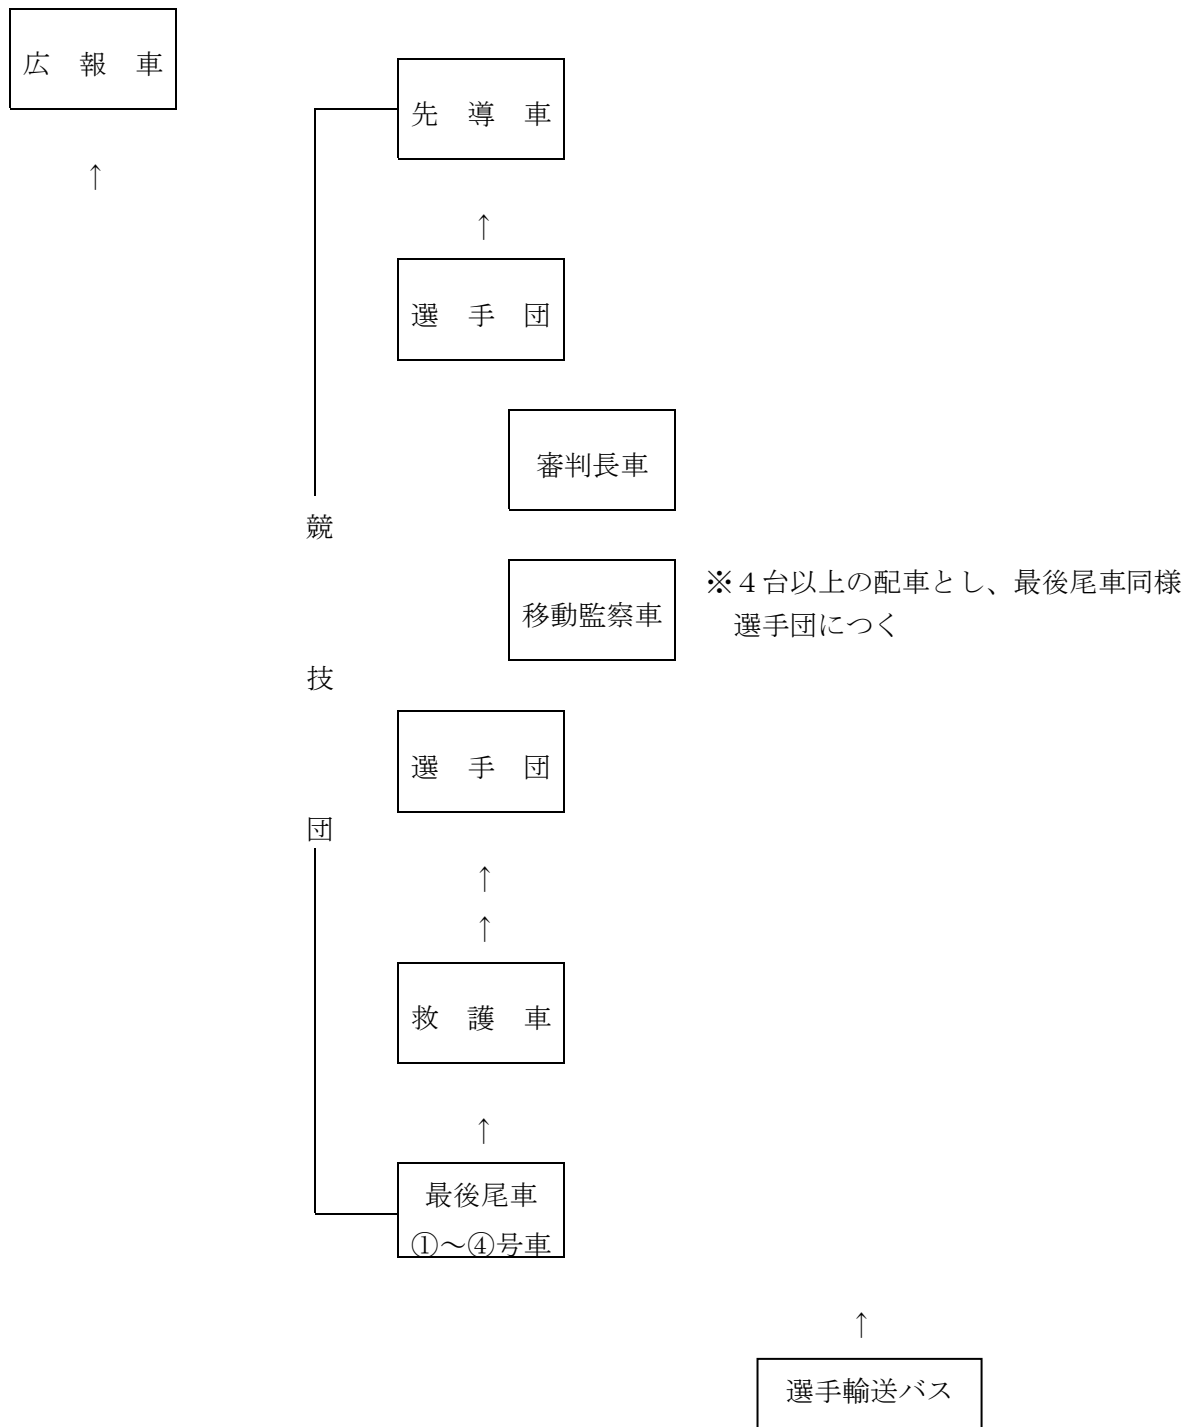 広　報　車
先　導　車
↑
↑
選　手　団
審判長車
競
移動監察車
※４台以上の配車とし、最後尾車同様
選手団につく
技
選　手　団
団
↑
↑
救　護　車
↑
最後尾車
①～④号車
↑
選手輸送バス